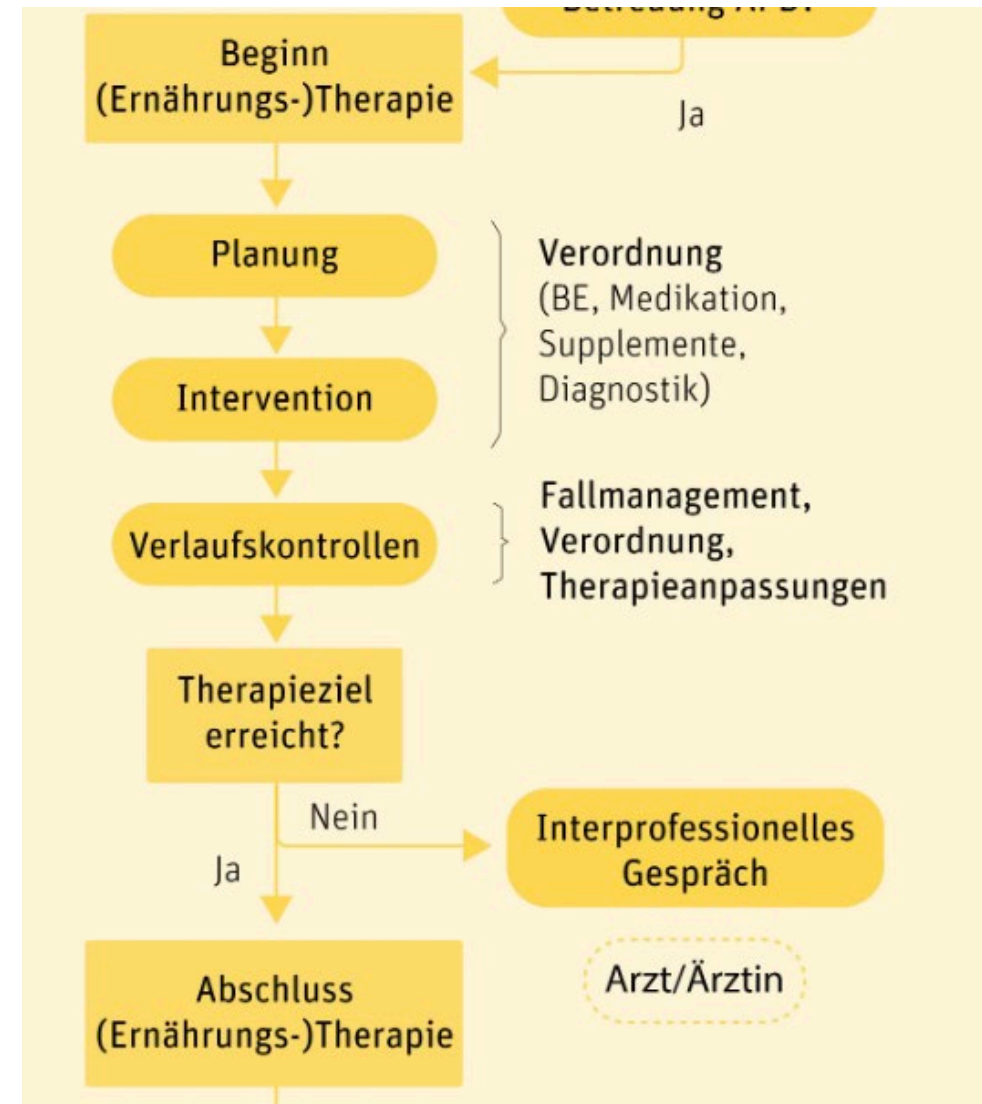 Beginn
(Ernährungs-)Therapie
Ja
Planung
Verordnung
(BE, Medikation,
Supplemente,
Diagnostik)
Intervention
Fallmanagement,
Verordnung,
Therapieanpassungen
Verlaufskontrollen
Therapieziel
erreicht?
Nein
Ja
Interprofessionelles
Gespräch
Arzt/Ärztin
Abschluss
(Ernährungs-)Therapie